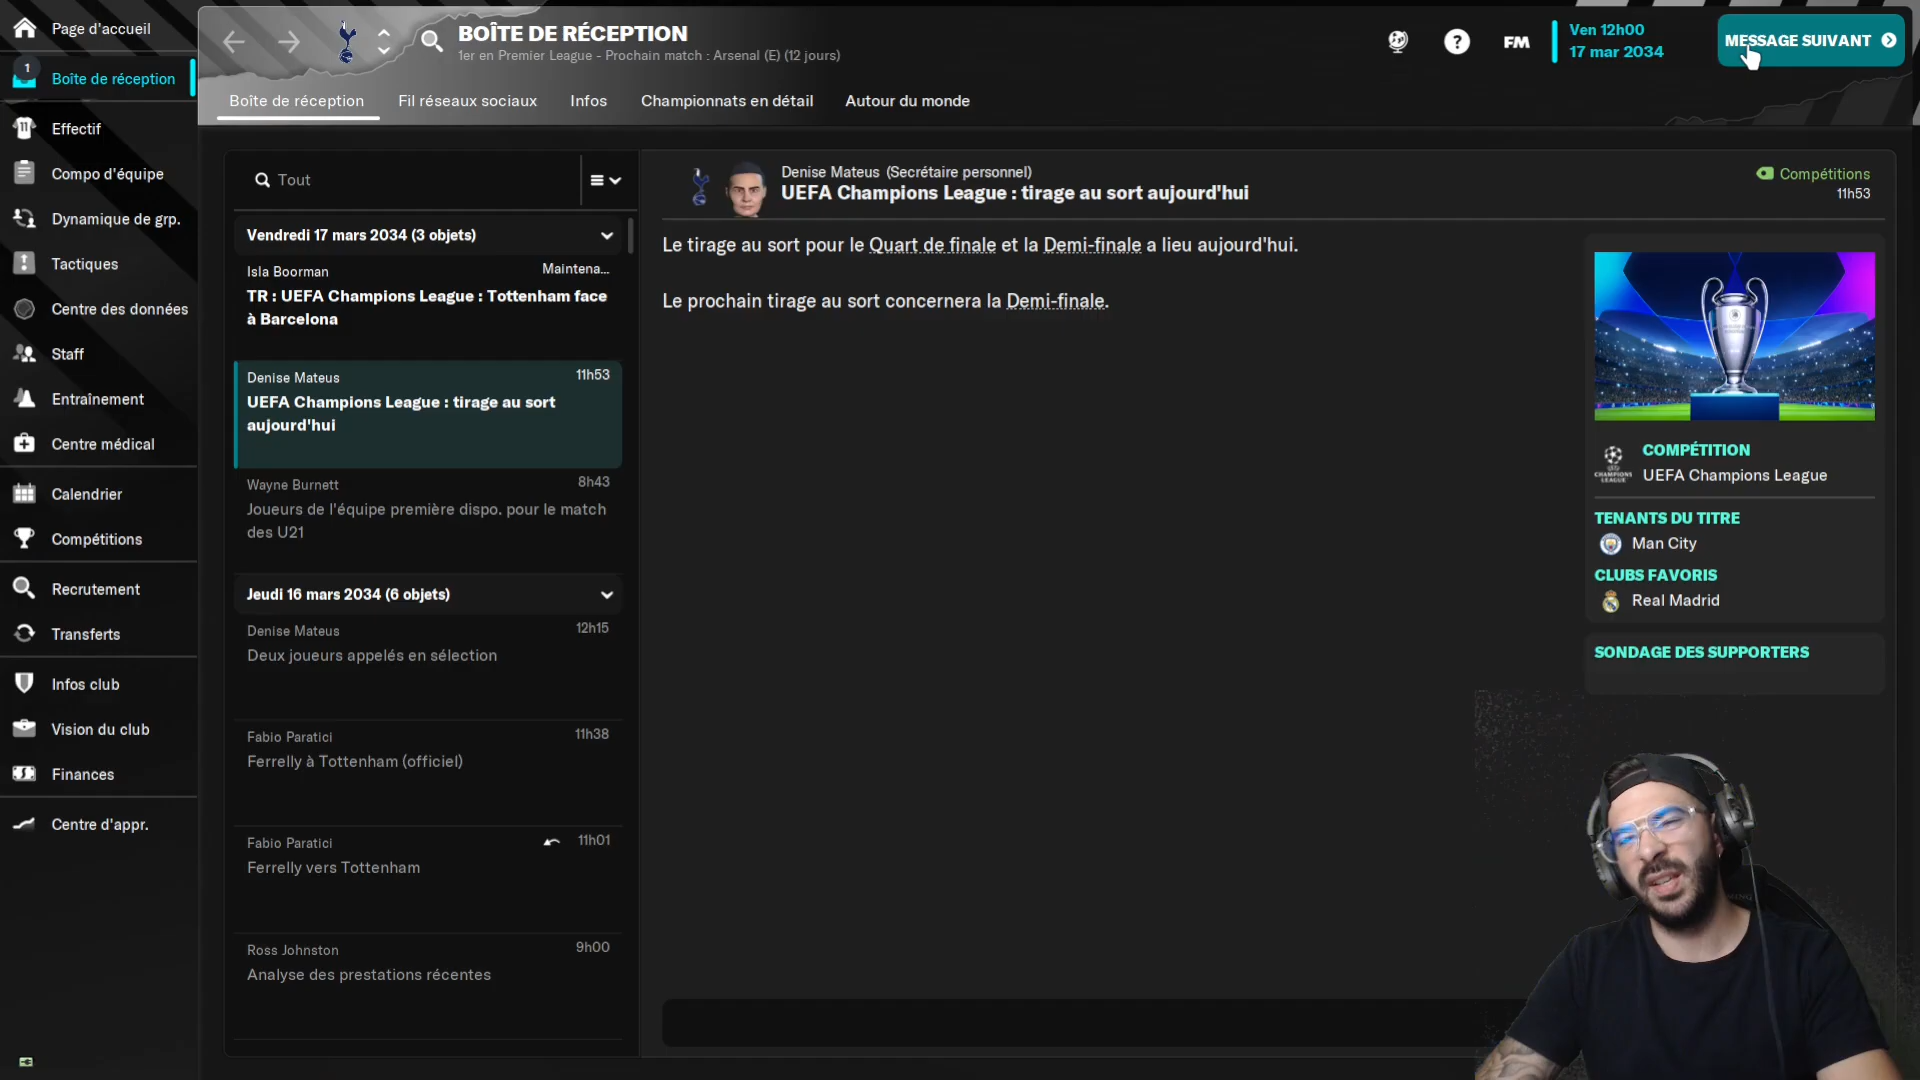 Page d'accueil
1
Boîte de réception
Effectif
Compo d'équipe
Dynamique de grp.
Tactiques
Centre des données
Staff
Entraînement
Centre médical
Calendrier
Compétitions
Recrutement
Transferts
Infos club
Vision du club
Finances
Centre d'appr.
BOÎTE DE RÉCEPTION
1er en Premier League - Prochain match : Arsenal (E) (12 jours)
?
FM
Ven 12h00
17 mar 2034
MESSAGE SUIVANT
Boîte de réception
Fil réseaux sociaux
Infos
Championnats en détail
Autour du monde
Tout
Vendredi 17 mars 2034 (3 objets)
Isla Boorman
Maintena...
TR : UEFA Champions League : Tottenham face
à Barcelona
Denise Mateus
11h53
UEFA Champions League : tirage au sort
aujourd'hui
Wayne Burnett
8h43
Joueurs de l'équipe première dispo. pour le match
des U21
Jeudi 16 mars 2034 (6 objets)
Denise Mateus
12h15
Deux joueurs appelés en sélection
Fabio Paratici
11h38
Ferrelly à Tottenham (officiel)
Fabio Paratici
11h01
Ferrelly vers Tottenham
Ross Johnston
9h00
Analyse des prestations récentes
Denise Mateus (Secrétaire personnel)
UEFA Champions League : tirage au sort aujourd'hui
Compétitions
11h53
Le tirage au sort pour le Quart de finale et la Demi-finale a lieu aujourd'hui.
Le prochain tirage au sort concernera la Demi-finale.
COMPÉTITION
UEFA Champions League
TENANTS DU TITRE
Man City
CLUBS FAVORIS
Real Madrid
SONDAGE DES SUPPORTERS